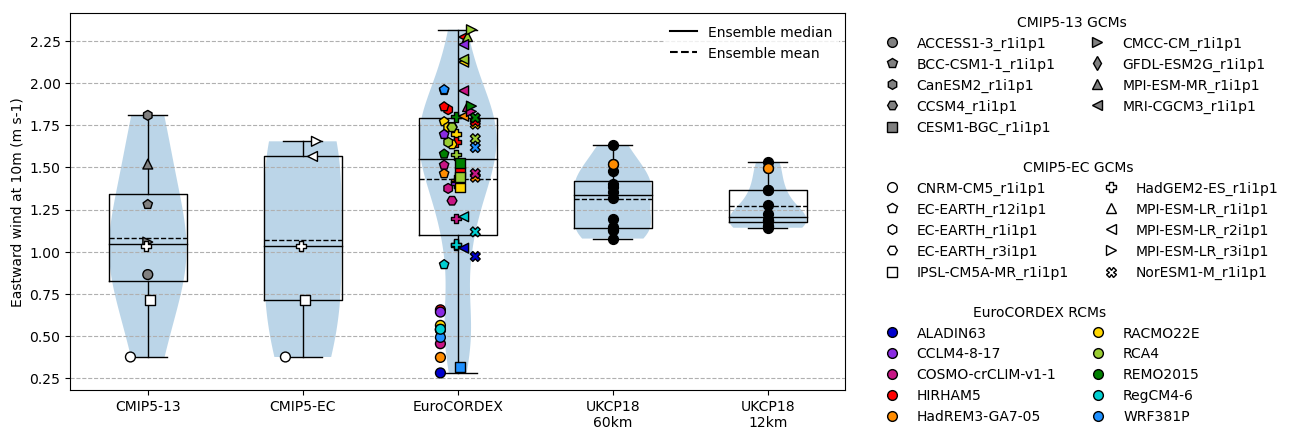 Eastward wind at 10m (m s-1)
2.25
2.00
1.75
1.50
1.25
1.00
0.75
0.50
0.25
Ensemble median
Ensemble mean
CMIP5-13
CMIP5-EC
EuroCORDEX
UKCP18
60km
UKCP18
12km
CMIP5-13 GCMs
ACCESS1-3_r1i1p1
BCC-CSM1-1_r1i1p1
CanESM2_r1i1p1
CCSM4_r1i1p1
CESM1-BGC_r1i1p1
CMCC-CM_r1i1p1
GFDL-ESM2G_r1i1p1
MPI-ESM-MR_r1i1p1
MRI-CGCM3_r1i1p1
CMIP5-EC GCMs
CNRM-CM5_r1i1p1
EC-EARTH_r12i1p1
EC-EARTH_r1i1p1
EC-EARTH_r3i1p1
IPSL-CM5A-MR_r1i1p1
HadGEM2-ES_r1i1p1
MPI-ESM-LR_r1i1p1
MPI-ESM-LR_r2i1p1
MPI-ESM-LR_r3i1p1
NorESM1-M_r1i1p1
EuroCORDEX RCMs
ALADIN63
CCLM4-8-17
COSMO-crCLIM-v1-1
HIRHAM5
HadREM3-GA7-05
RACMO22E
RCA4
REMO2015
RegCM4-6
WRF381P